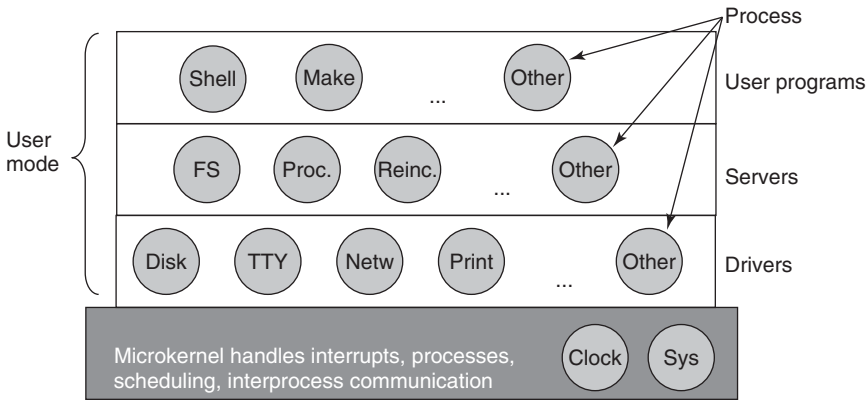 Process
Shell
Make
...
Other
User programs
User
mode
FS
Proc.
Reinc.
...
Other
Servers
Disk
TTY
Netw
Print
...
Other
Drivers
Microkernel handles interrupts, processes,
scheduling, interprocess communication
Clock
Sys